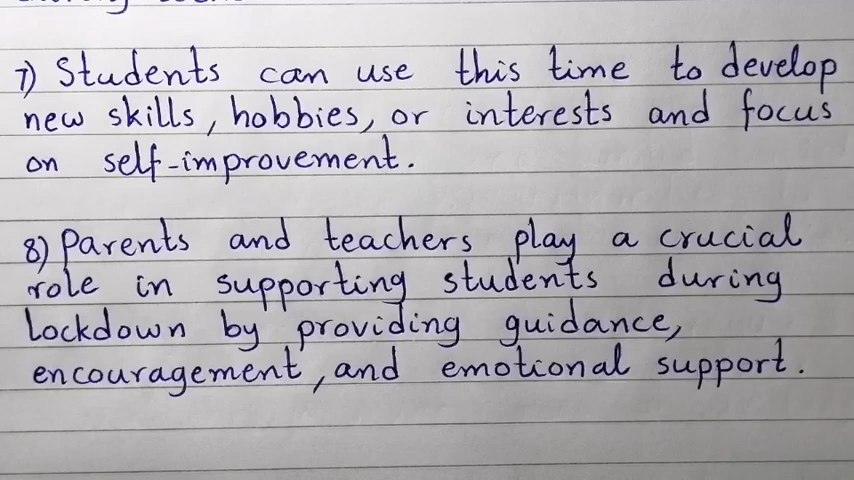 7) Students can use this time to develop
new skills, hobbies, or interests and focus
on self-improvement.
8) Parents and teachers play a crucial
role in supporting students during
Lockdown by providing guidance,
encouragement, and emotional support.